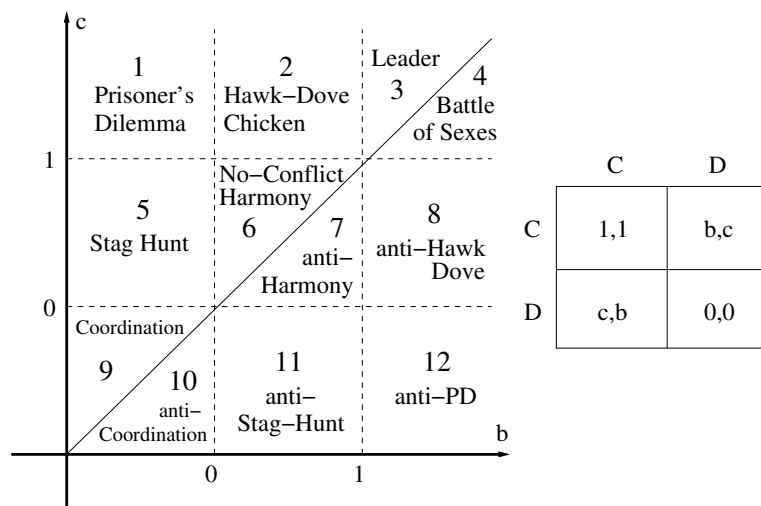 c
1
Prisoner's
Dilemma
2
Hawk–Dove
Chicken
Leader
3
4
Battle
of Sexes
1
5
Stag Hunt
No–Conflict
Harmony
6
7
anti–
Harmony
8
anti–Hawk
Dove
0
Coordination
9
10
anti–
Coordination
11
anti–
Stag–Hunt
12
anti–PD
b
0
1
C D
C 1,1 b,c
D c,b 0,0